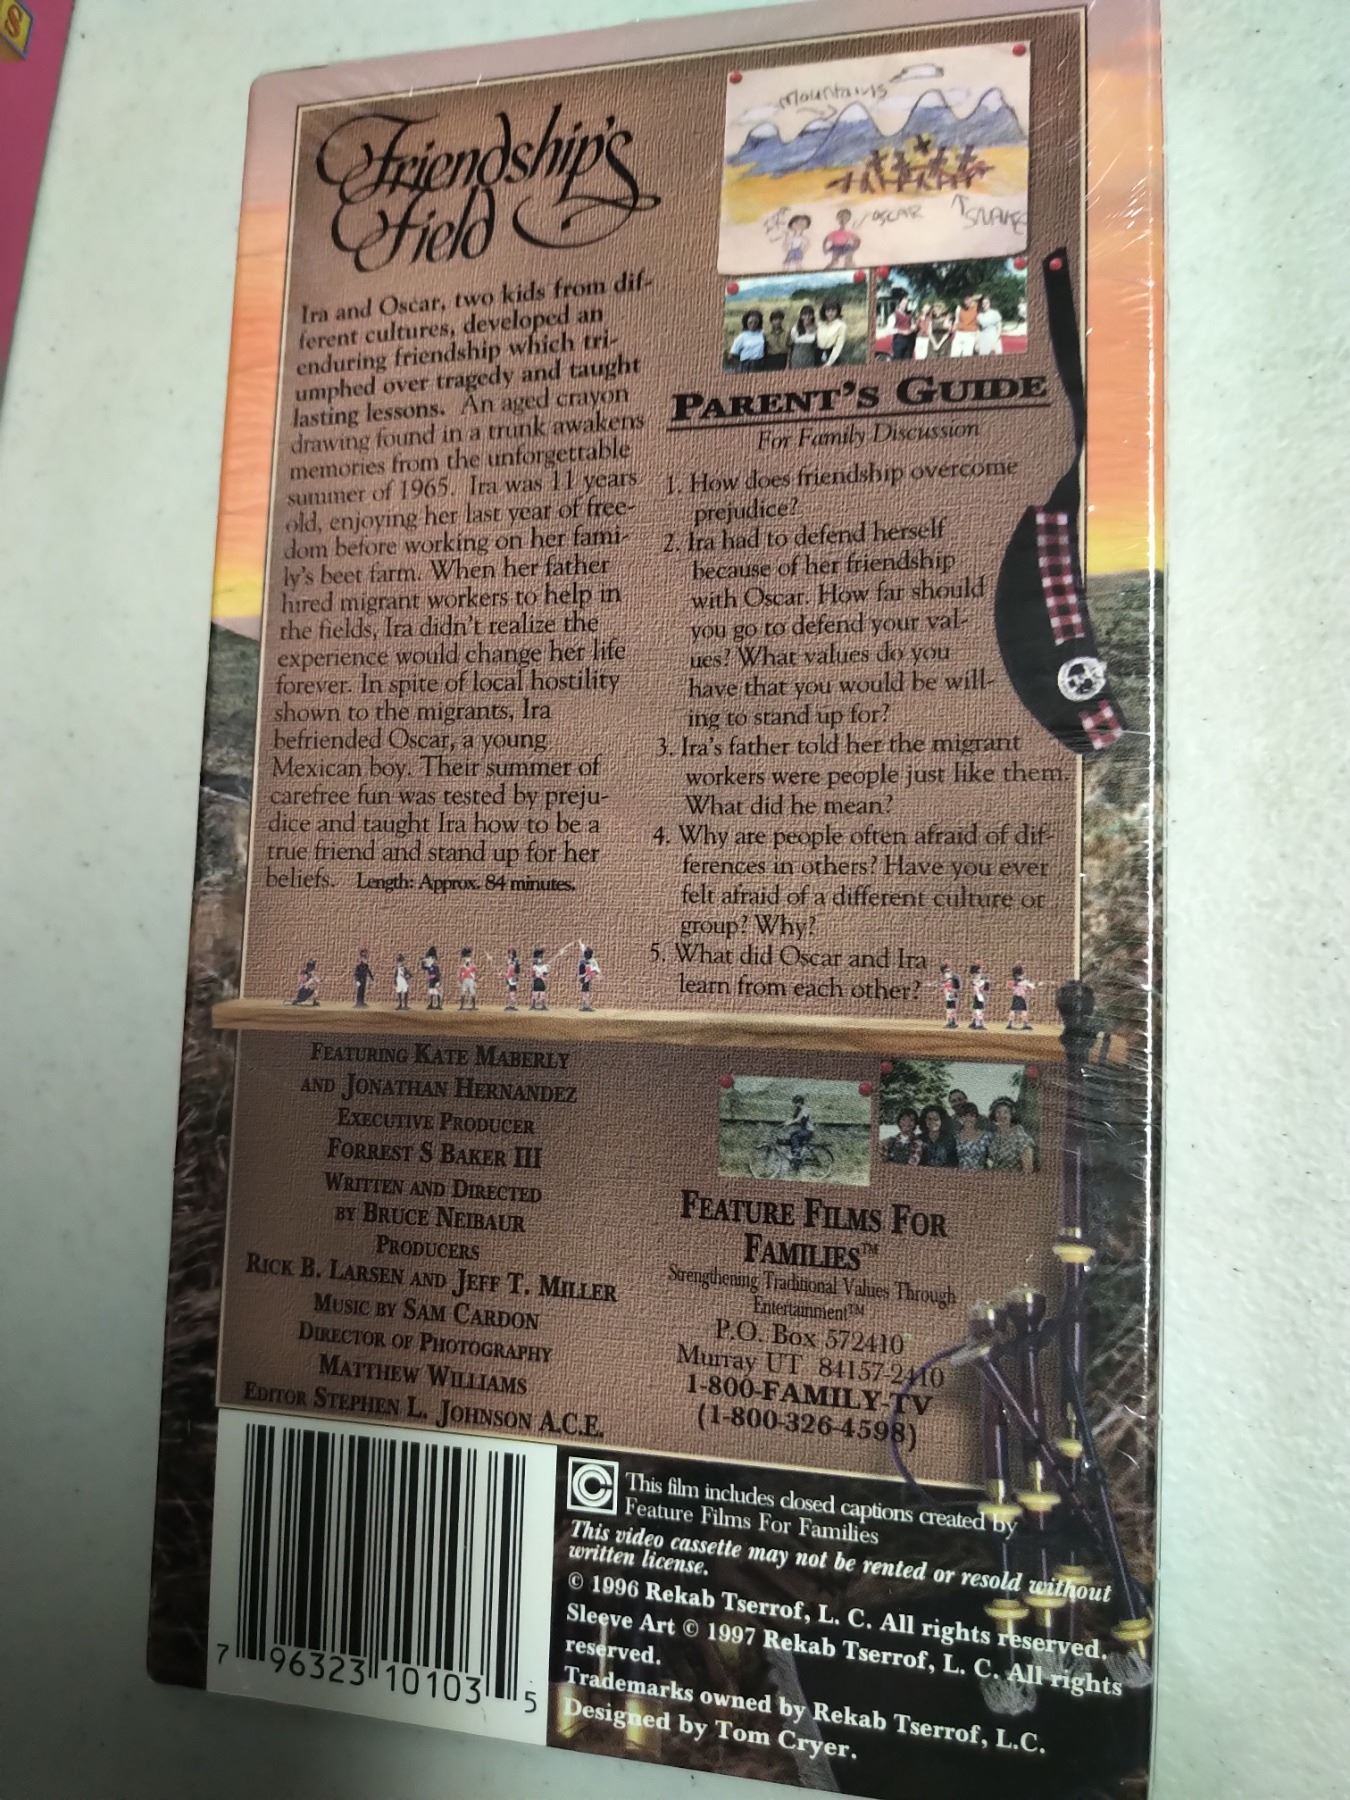 Friendship's
Field
Ira and Oscar, two kids from dif-
ferent cultures, developed an
enduring friendship which tri-
umphed over tragedy and taught
lasting lessons. An aged crayon
drawing found in a trunk awakens
memories from the unforgettable
summer of 1965. Ira was 11 years
old, enjoying her last year of free-
dom before working on her fami-
ly's beet farm. When her father
hired migrant workers to help in
the fields, Ira didn't realize the
experience would change her life
forever. In spite of local hostility
shown to the migrants, Ira
befriended Oscar, a young
Mexican boy. Their summer of
carefree fun was tested by preju-
dice and taught Ira how to be a
true friend and stand up for her
beliefs. Length: Approx. 84 minutes.
Mountains
OSCAR
PARENT'S GUIDE
For Family Discussion
1. How does friendship overcome
prejudice?
2. Ira had to defend herself
because of her friendship
with Oscar. How far should
you go to defend your val-
ues? What values do you
have that you would be will-
ing to stand up for?
3. Ira's father told her the migrant
workers were people just like them.
What did he mean?
4. Why are people often afraid of dif-
ferences in others? Have you ever
felt afraid of a different culture or
group? Why?
5. What did Oscar and Ira
learn from each other?
FEATURING KATE MABERLY
AND JONATHAN HERNANDEZ
EXECUTIVE PRODUCER
FORREST S BAKER III
WRITTEN AND DIRECTED
BY BRUCE NEIBAUR
PRODUCERS
RICK B. LARSEN AND JEFF T. MILLER
MUSIC BY SAM CARDON
DIRECTOR OF PHOTOGRAPHY
MATTHEW WILLIAMS
EDITOR STEPHEN L. JOHNSON A.C.E.
FEATURE FILMS FOR
FAMILIES™
Strengthening Traditional Values Through
Entertainment™
P.O. Box 572410
Murray UT 84157-2410
1-800-FAMILY-TV
(1-800-326-4598)
7 96323 10103 5
This film includes closed captions created by
Feature Films For Families
This video cassette may not be rented or resold without
written license.
© 1996 Rekab Tserrof, L. C. All rights reserved.
Sleeve Art © 1997 Rekab Tserrof, L. C. All rights
reserved.
Trademarks owned by Rekab Tserrof, L.C.
Designed by Tom Cryer.
S